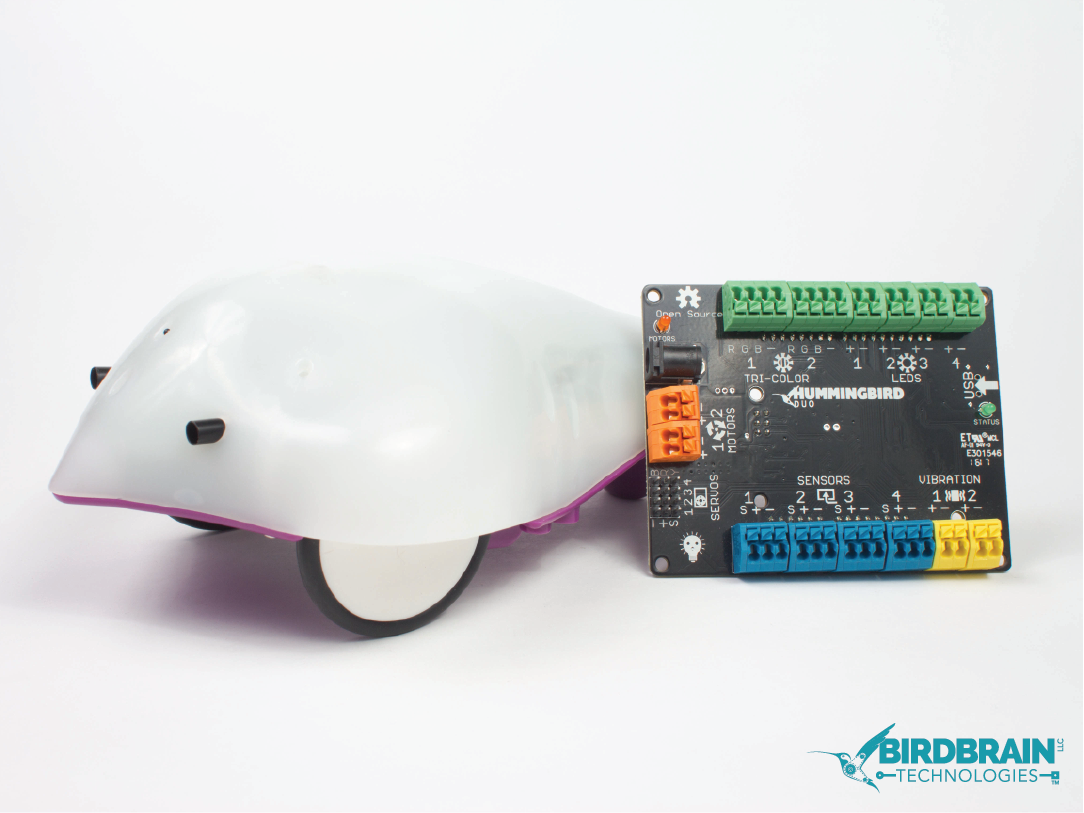 Open Source
MOTORS
R G B - R G B - + - + - + - + -
1 2 1 2 3 4
TRI-COLOR LEDS
USB
HUMMINGBIRD
DUO
STATUS
1 2
MOTORS
+ - + -
E301546
SENSORS VIBRATION
1 2 3 4 1 2
S + - S + - S + - S + - + - + -
1 2 3 4
SERVOS
- + S
BIRDBRAIN LLC
TECHNOLOGIES TM